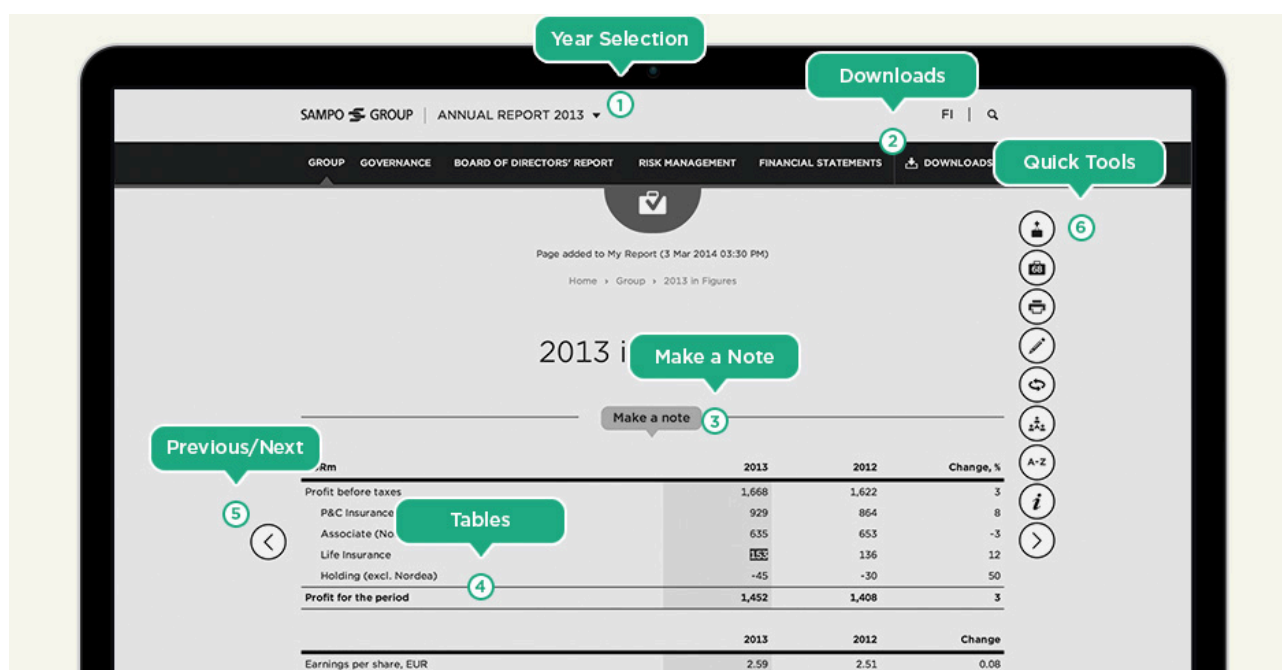 Year Selection
Downloads
SAMPO GROUP | ANNUAL REPORT 2013
1
FI |
2
GROUP GOVERNANCE BOARD OF DIRECTORS' REPORT RISK MANAGEMENT FINANCIAL STATEMENTS DOWNLOADS
Quick Tools
6
Page added to My Report (3 Mar 2014 03:30 PM)
Home › Group › 2013 in Figures
68
2013 i
Make a Note
Make a note
3
Previous/Next
Rm 2013 2012 Change, %
A-Z
Profit before taxes 1,668 1,622 3
i
5
P&C Insurance 929 864 8
Tables
Associate (No 635 653 -3
Life Insurance 153 136 12
Holding (excl. Nordea) -45 -30 50
4
Profit for the period 1,452 1,408 3
2013 2012 Change
Earnings per share, EUR 2.59 2.51 0.08